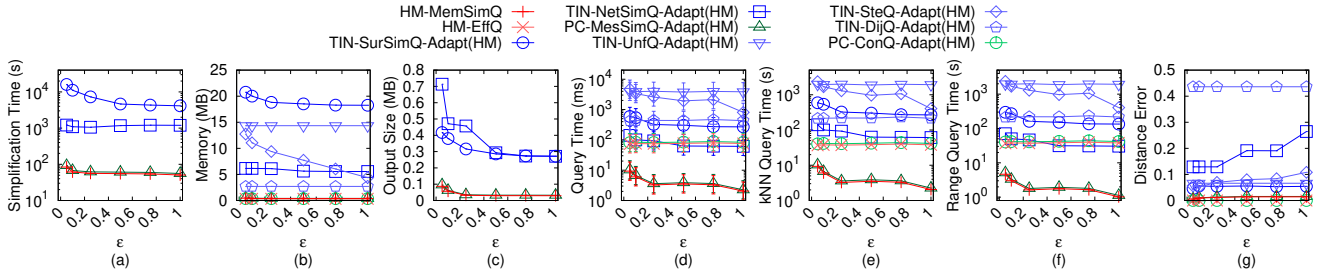 HM-MemSimQ
HM-EffQ
TIN-SurSimQ-Adapt(HM)
TIN-NetSimQ-Adapt(HM)
PC-MesSimQ-Adapt(HM)
TIN-UnfQ-Adapt(HM)
TIN-SteQ-Adapt(HM)
TIN-DijQ-Adapt(HM)
PC-ConQ-Adapt(HM)
Simplification Time (s)
10^4
10^3
10^2
10^1
0 0.2 0.4 0.6 0.8 1
ε
(a)
Memory (MB)
25
20
15
10
5
0
0 0.2 0.4 0.6 0.8 1
ε
(b)
Output Size (MB)
0.8
0.7
0.6
0.5
0.4
0.3
0.2
0.1
0
0 0.2 0.4 0.6 0.8 1
ε
(c)
Query Time (ms)
10^4
10^3
10^2
10^1
10^0
0 0.2 0.4 0.6 0.8 1
ε
(d)
kNN Query Time (s)
10^3
10^2
10^1
10^0
0 0.2 0.4 0.6 0.8 1
ε
(e)
Range Query Time (s)
10^3
10^2
10^1
10^0
0 0.2 0.4 0.6 0.8 1
ε
(f)
Distance Error
0.5
0.4
0.3
0.2
0.1
0
0 0.2 0.4 0.6 0.8 1
ε
(g)